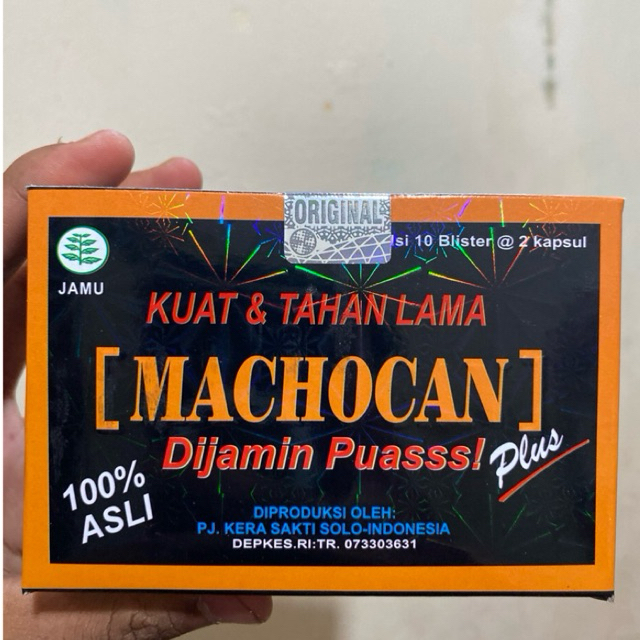 ORIGINAL
Isi 10 Blister @ 2 kapsul
JAMU
KUAT & TAHAN LAMA
[MACHOCAN]
Dijamin Puasss! Plus
100%
ASLI
DIPRODUKSI OLEH:
PJ. KERA SAKTI SOLO-INDONESIA
DEPKES.RI:TR. 073303631